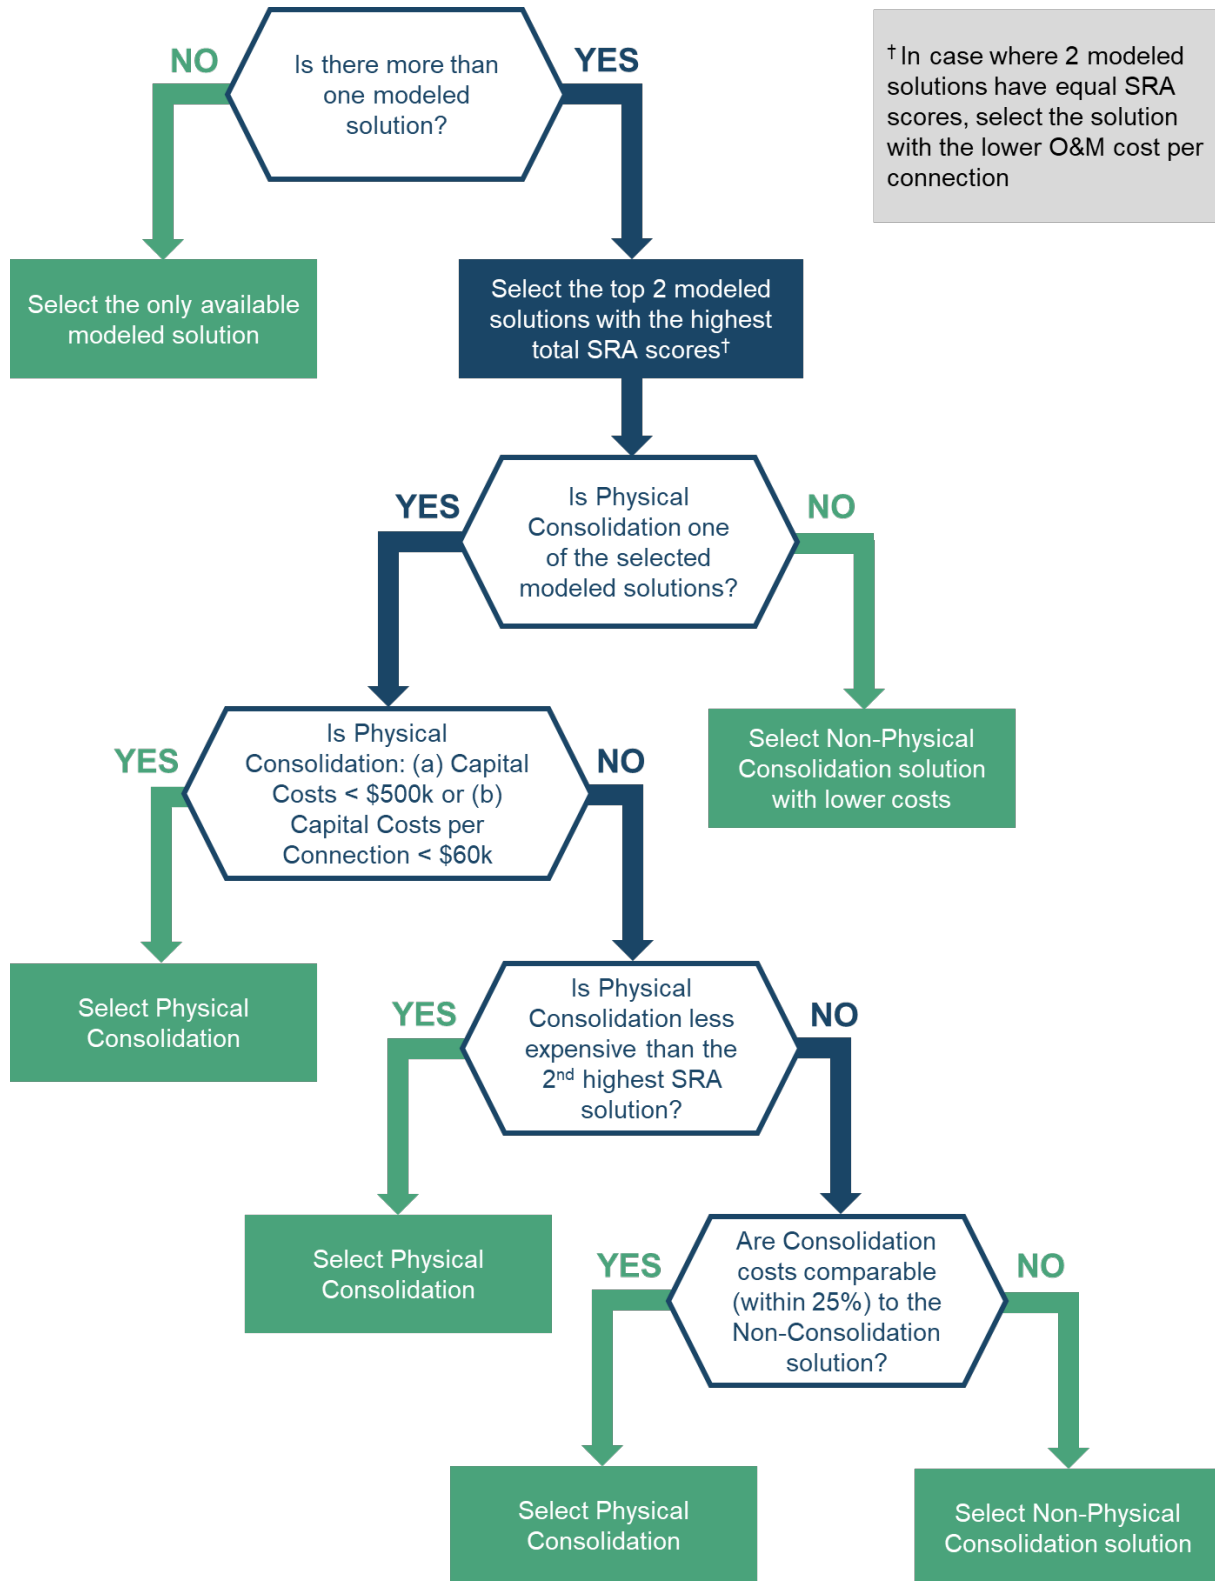 NO
Is there more than
one modeled
solution?
YES
† In case where 2 modeled
solutions have equal SRA
scores, select the solution
with the lower O&M cost per
connection
Select the only available
modeled solution
Select the top 2 modeled
solutions with the highest
total SRA scores†
YES
Is Physical
Consolidation one
of the selected
modeled solutions?
NO
YES
Is Physical
Consolidation: (a) Capital
Costs < $500k or (b)
Capital Costs per
Connection < $60k
NO
Select Non-Physical
Consolidation solution
with lower costs
Select Physical
Consolidation
YES
Is Physical
Consolidation less
expensive than the
2nd highest SRA
solution?
NO
Select Physical
Consolidation
YES
Are Consolidation
costs comparable
(within 25%) to the
Non-Consolidation
solution?
NO
Select Physical
Consolidation
Select Non-Physical
Consolidation solution